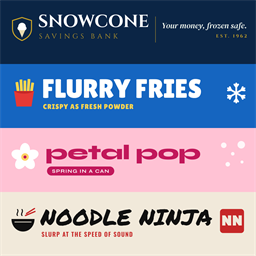 SNOWCONE
SAVINGS BANK
Your money, frozen safe.
EST. 1962
FLURRY FRIES
CRISPY AS FRESH POWDER
petal pop
SPRING IN A CAN
NOODLE NINJA
SLURP AT THE SPEED OF SOUND
NN